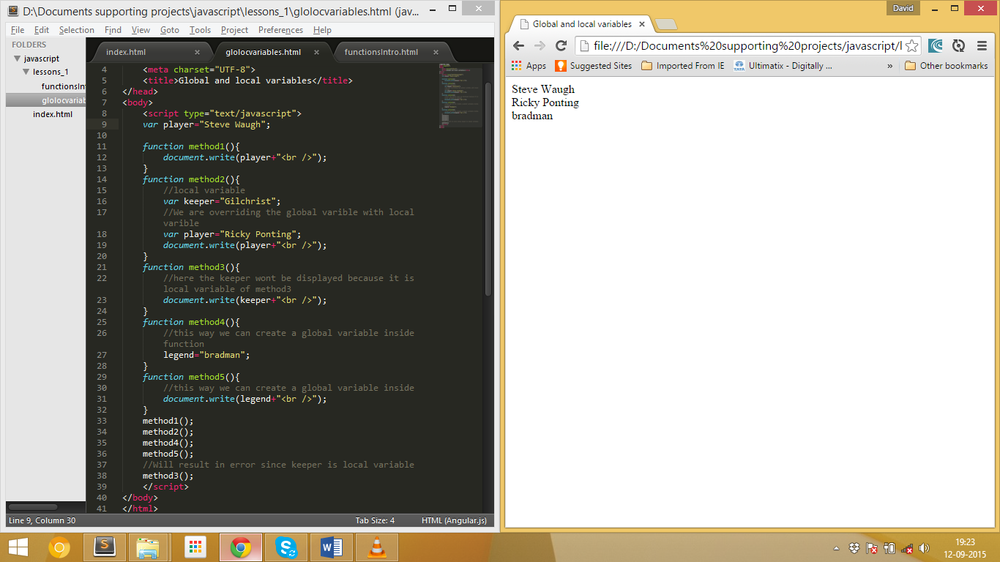 D:\Documents supporting projects\javascript\lessons_1\glolocvariables.html (jav...
File Edit Selection Find View Goto Tools Project Preferences Help
FOLDERS
javascript
lessons_1
functionsIn
glolocvariab
index.html
index.html × glolocvariables.html × functionsIntro.html ×
4 <meta charset="UTF-8">
5 <title>Global and local variables</title>
6 </head>
7 <body>
8 <script type="text/javascript">
9 var player="Steve Waugh";
10
11 function method1(){
12 document.write(player+"<br />");
13 }
14 function method2(){
15 //local variable
16 var keeper="Gilchrist";
17 //We are overriding the global varible with local
varible
18 var player="Ricky Ponting";
19 document.write(player+"<br />");
20 }
21 function method3(){
22 //here the keeper wont be displayed because it is
local variable of method3
23 document.write(keeper+"<br />");
24 }
25 function method4(){
26 //this way we can create a global variable inside
function
27 legend="bradman";
28 }
29 function method5(){
30 //this way we can create a global variable inside
31 document.write(legend+"<br />");
32 }
33 method1();
34 method2();
35 method4();
36 method5();
37 //Will result in error since keeper is local variable
38 method3();
39 </script>
40 </body>
41 </html>
Line 9, Column 30 Tab Size: 4 HTML (Angular.js)
David
Global and local variables ×
file:///D:/Documents%20supporting%20projects/javascript/l
Apps Suggested Sites Imported From IE TATA Ultimatix - Digitally ... » Other bookmarks
Steve Waugh
Ricky Ponting
bradman
19:23
12-09-2015